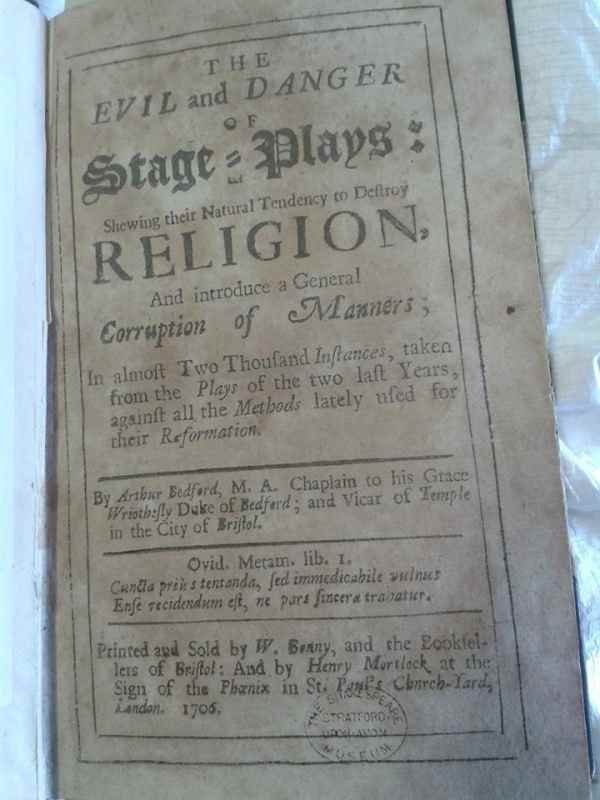 THE
EVIL and DANGER
OF
Stage-Plays:
Shewing their Natural Tendency to Deſtroy
RELIGION,
And introduce a General
Corruption of Manners;
In almoſt Two Thouſand Inſtances, taken
from the Plays of the two laſt Years,
againſt all the Methods lately uſed for
their Reformation.
By Arthur Bedford, M. A. Chaplain to his Grace
Wriotheſly Duke of Bedford; and Vicar of Temple
in the City of Briſtol.
Ovid. Metam. lib. 1.
Cuncta prius tentanda, ſed immedicabile vulnus
Enſe recidendum eſt, ne pars ſincera trahatur.
Printed and Sold by W. Bonny, and the Bookſel-
lers of Briſtol: And by Henry Mortlock at the
Sign of the Phœnix in St. Paul's Church-Yard,
London. 1706.
THE SHAKESPEARE
STRATFORD-
UPON-AVON
MUSEUM